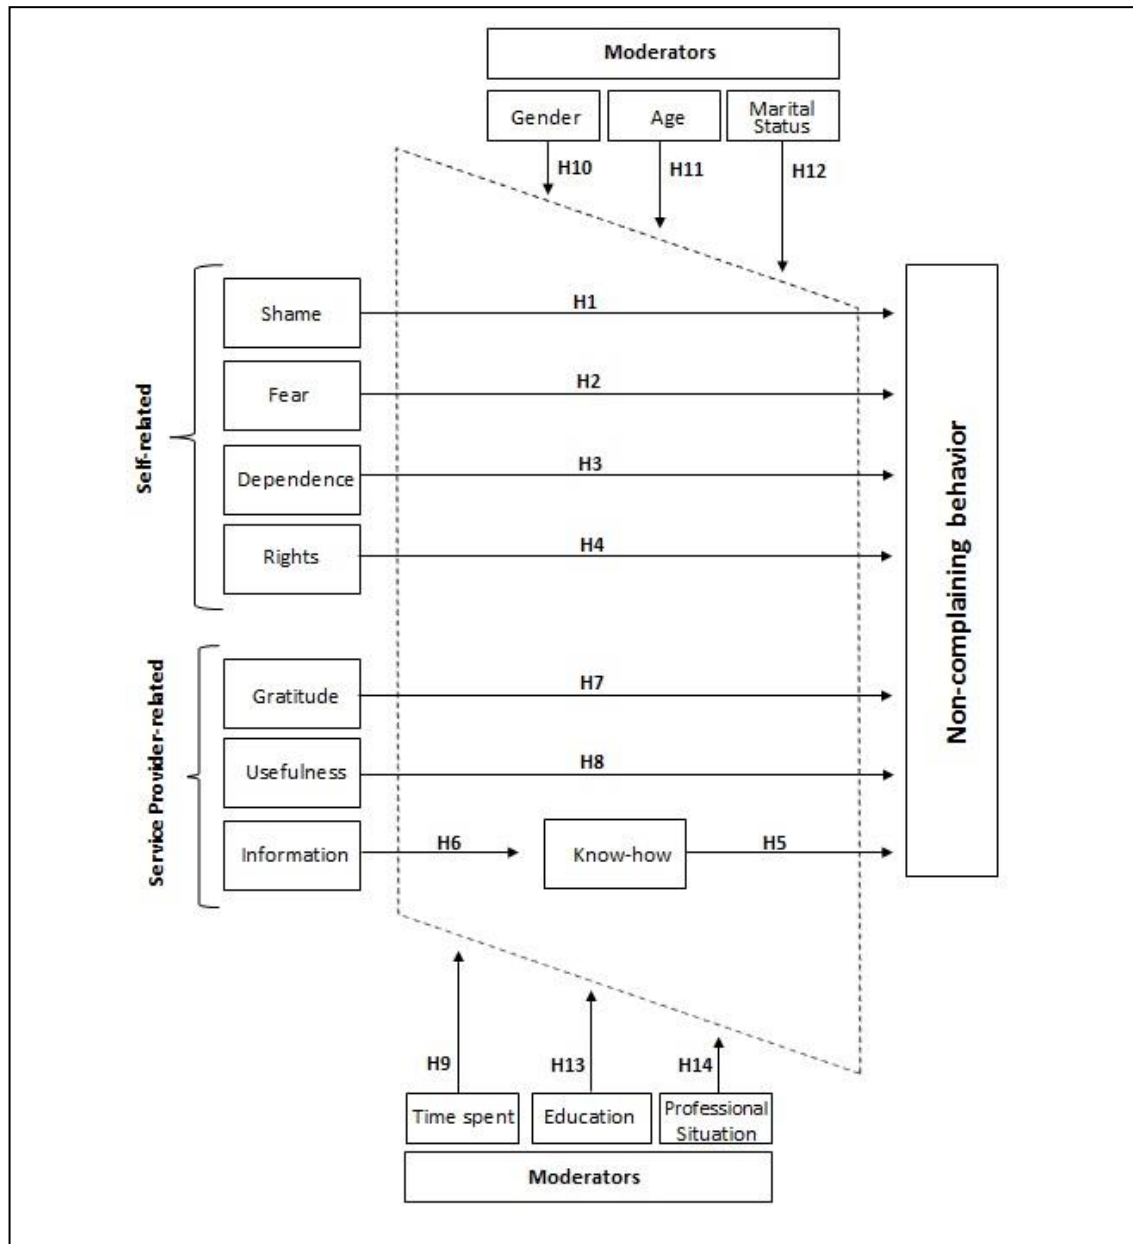 Moderators
Gender
Age
Marital
Status
H10
H11
H12
Self-related
Shame
H1
Fear
H2
Dependence
H3
Rights
H4
Non-complaining behavior
Service Provider-related
Gratitude
H7
Usefulness
H8
Information
H6
Know-how
H5
H9
H13
H14
Time spent
Education
Professional
Situation
Moderators